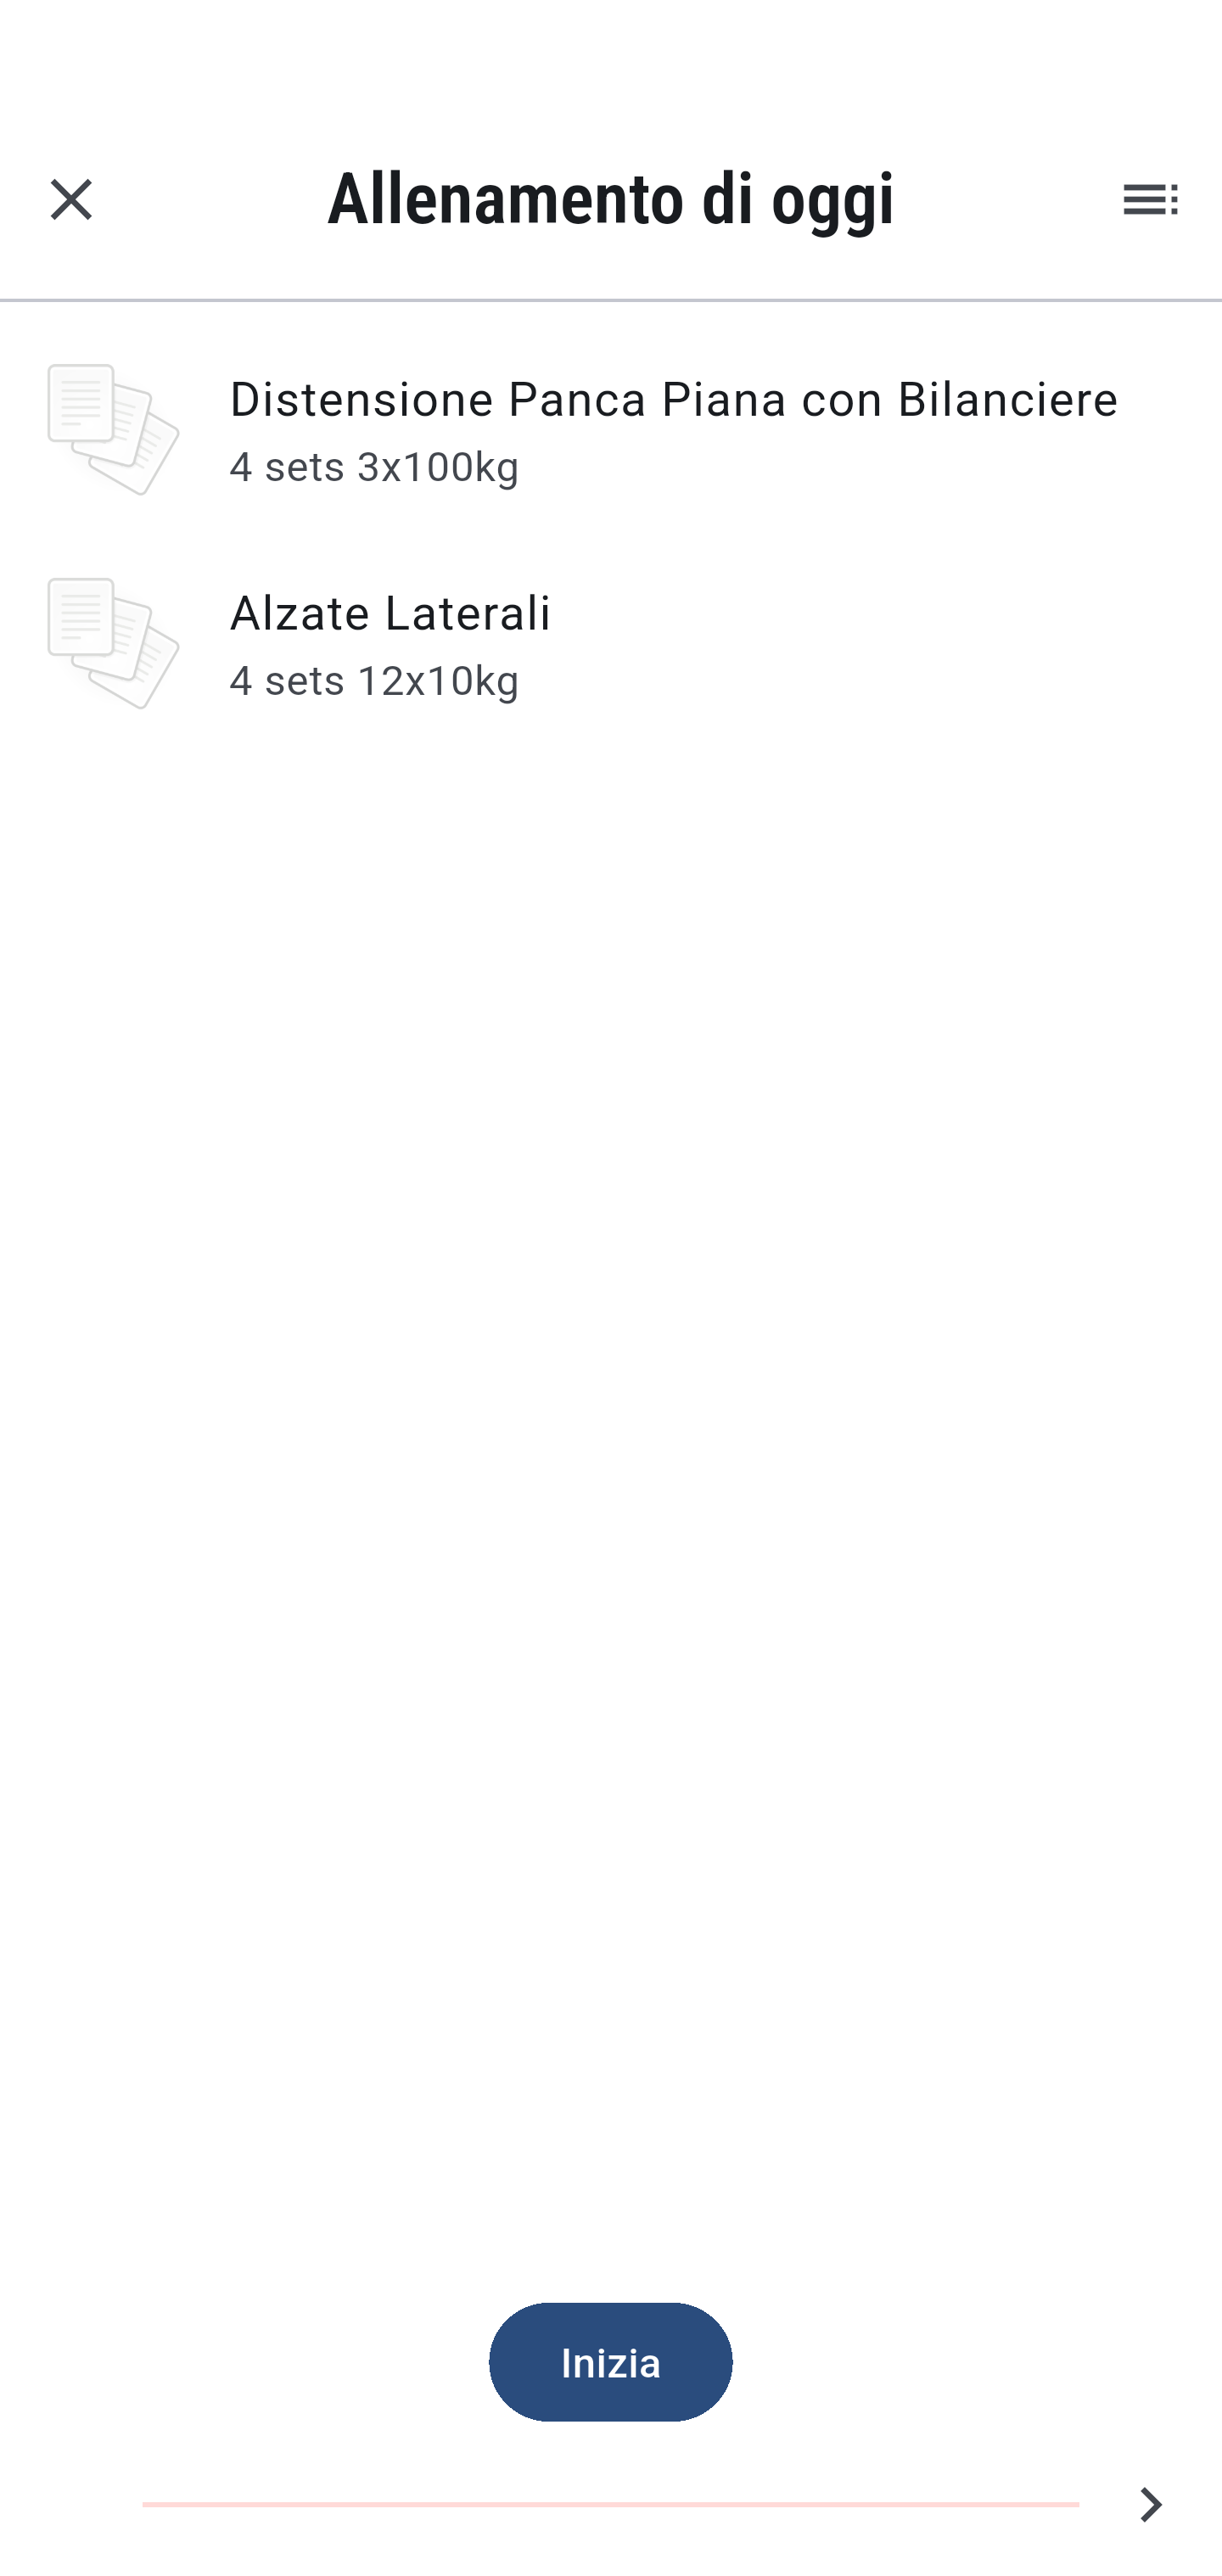 Allenamento di oggi
Distensione Panca Piana con Bilanciere
4 sets 3x100kg
Alzate Laterali
4 sets 12x10kg
Inizia